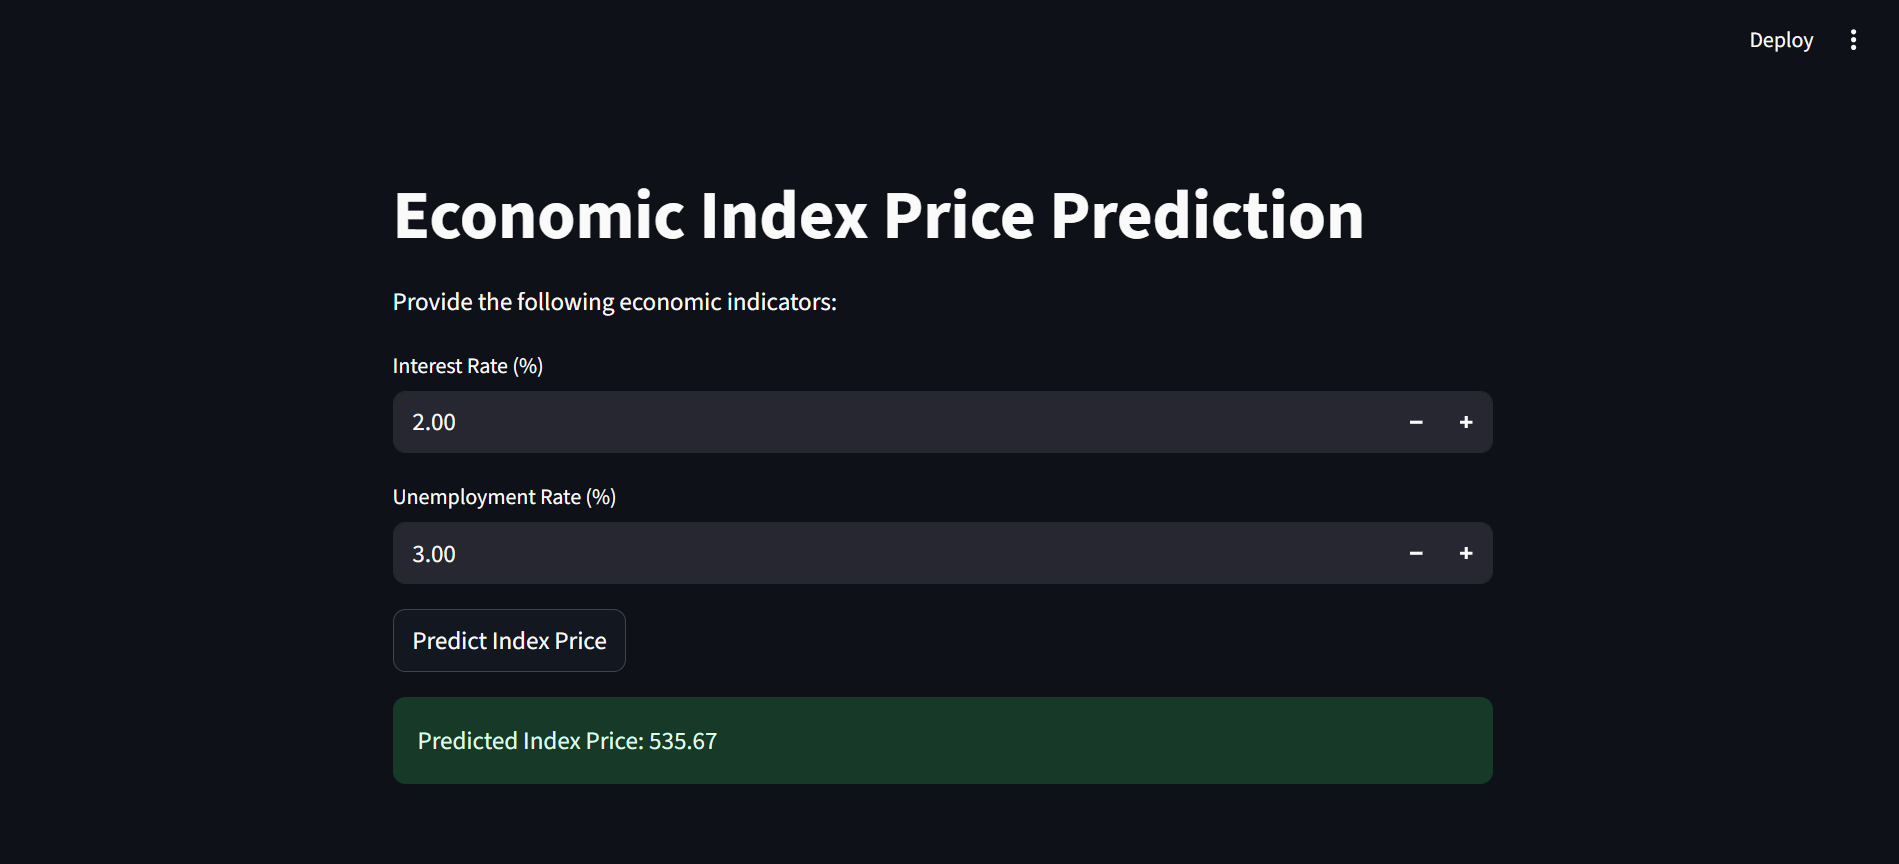 Deploy
Economic Index Price Prediction
Provide the following economic indicators:
Interest Rate (%)
2.00
Unemployment Rate (%)
3.00
Predict Index Price
Predicted Index Price: 535.67